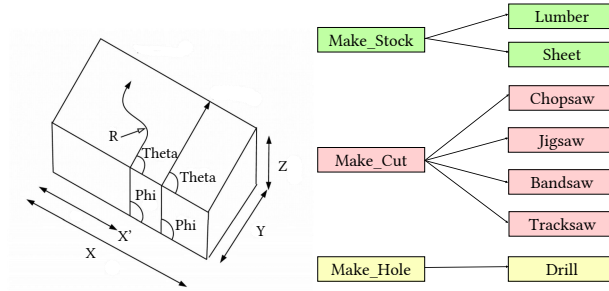 R
Theta
Theta
Phi
Phi
X'
X
Y
Z
Make_Stock
Lumber
Sheet
Make_Cut
Chopsaw
Jigsaw
Bandsaw
Tracksaw
Make_Hole
Drill